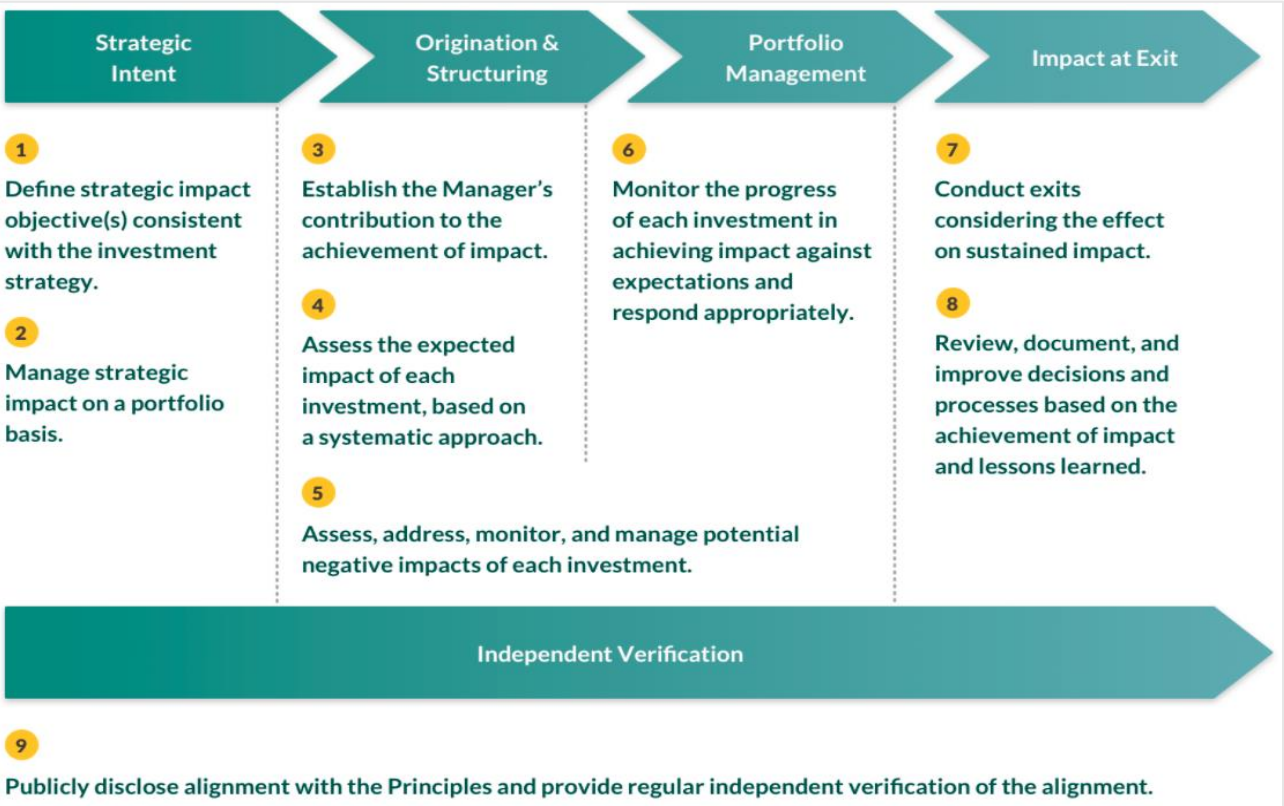 Strategic
Intent
Origination &
Structuring
Portfolio
Management
Impact at Exit
1
Define strategic impact
objective(s) consistent
with the investment
strategy.
2
Manage strategic
impact on a portfolio
basis.
3
Establish the Manager’s
contribution to the
achievement of impact.
4
Assess the expected
impact of each
investment, based on
a systematic approach.
5
Assess, address, monitor, and manage potential
negative impacts of each investment.
6
Monitor the progress
of each investment in
achieving impact against
expectations and
respond appropriately.
7
Conduct exits
considering the effect
on sustained impact.
8
Review, document, and
improve decisions and
processes based on the
achievement of impact
and lessons learned.
Independent Verification
9
Publicly disclose alignment with the Principles and provide regular independent verification of the alignment.